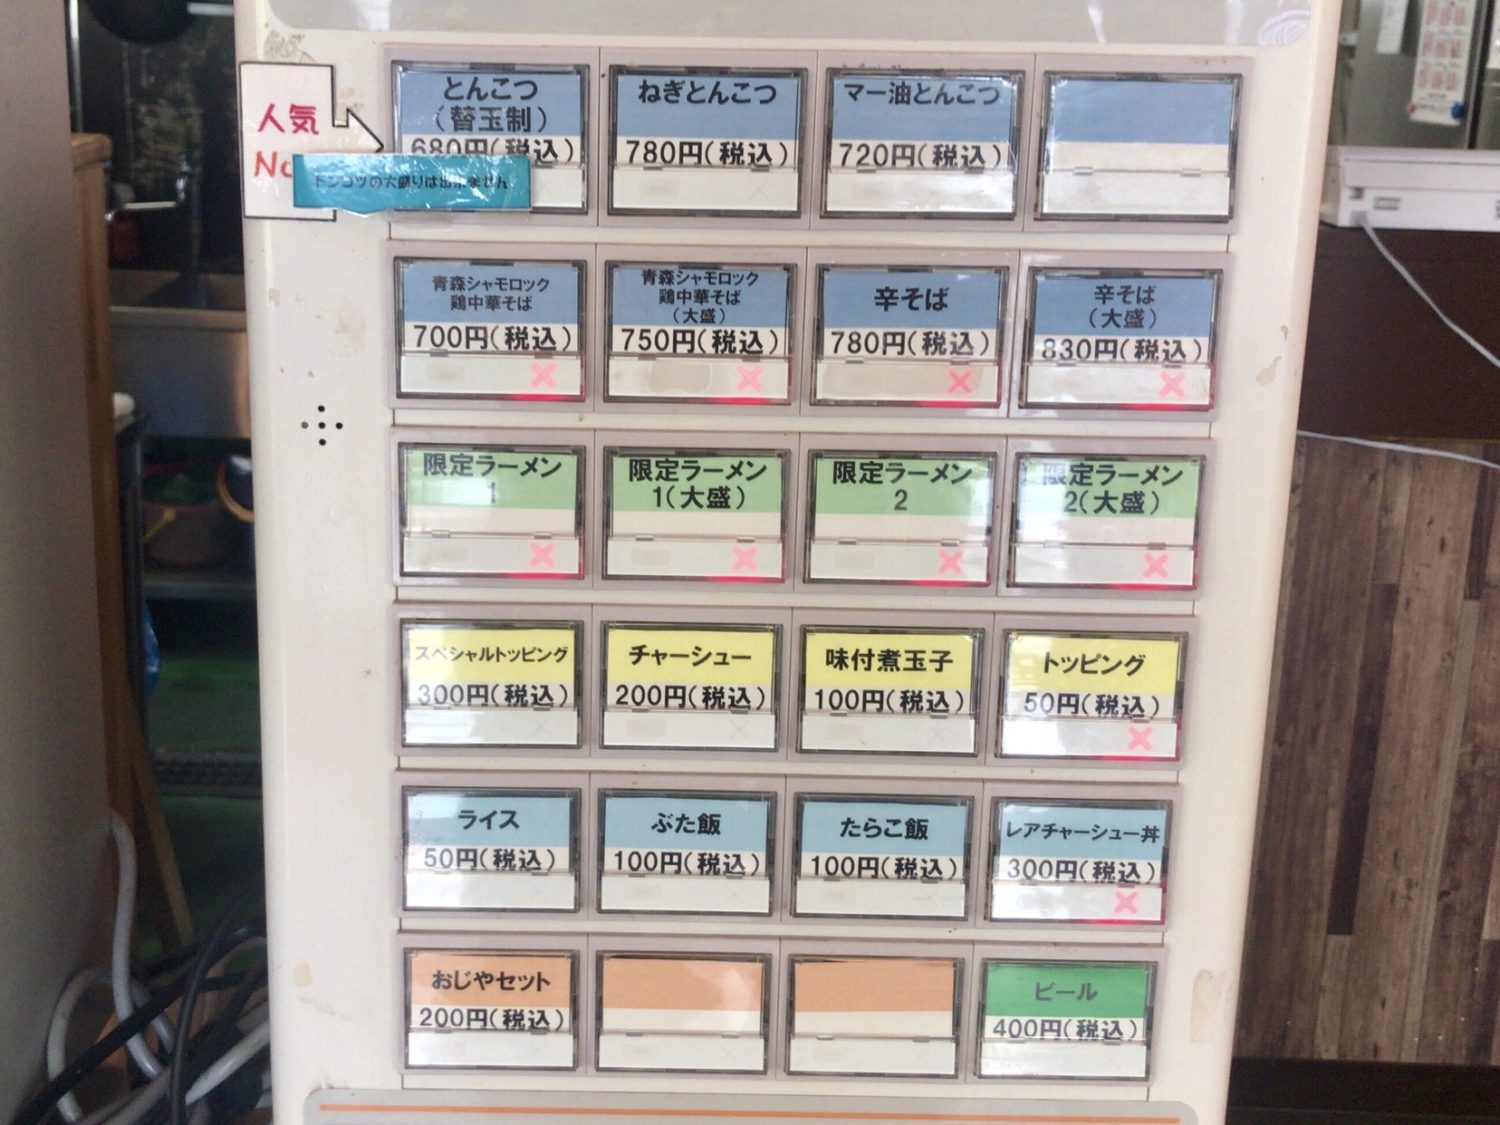 人気
No
とんこつ
（替玉制）
680円（税込）
トンコツの大盛りは出来ません
ねぎとんこつ
780円（税込）
マー油とんこつ
720円（税込）
青森シャモロック
鶏中華そば
700円（税込）
×
青森シャモロック
鶏中華そば
（大盛）
750円（税込）
×
辛そば
780円（税込）
×
辛そば
（大盛）
830円（税込）
×
限定ラーメン
1
×
限定ラーメン
1（大盛）
×
限定ラーメン
2
×
限定ラーメン
2（大盛）
×
スペシャルトッピング
300円（税込）
チャーシュー
200円（税込）
味付煮玉子
100円（税込）
トッピング
50円（税込）
×
ライス
50円（税込）
ぶた飯
100円（税込）
たらこ飯
100円（税込）
レアチャーシュー丼
300円（税込）
×
おじやセット
200円（税込）
ビール
400円（税込）